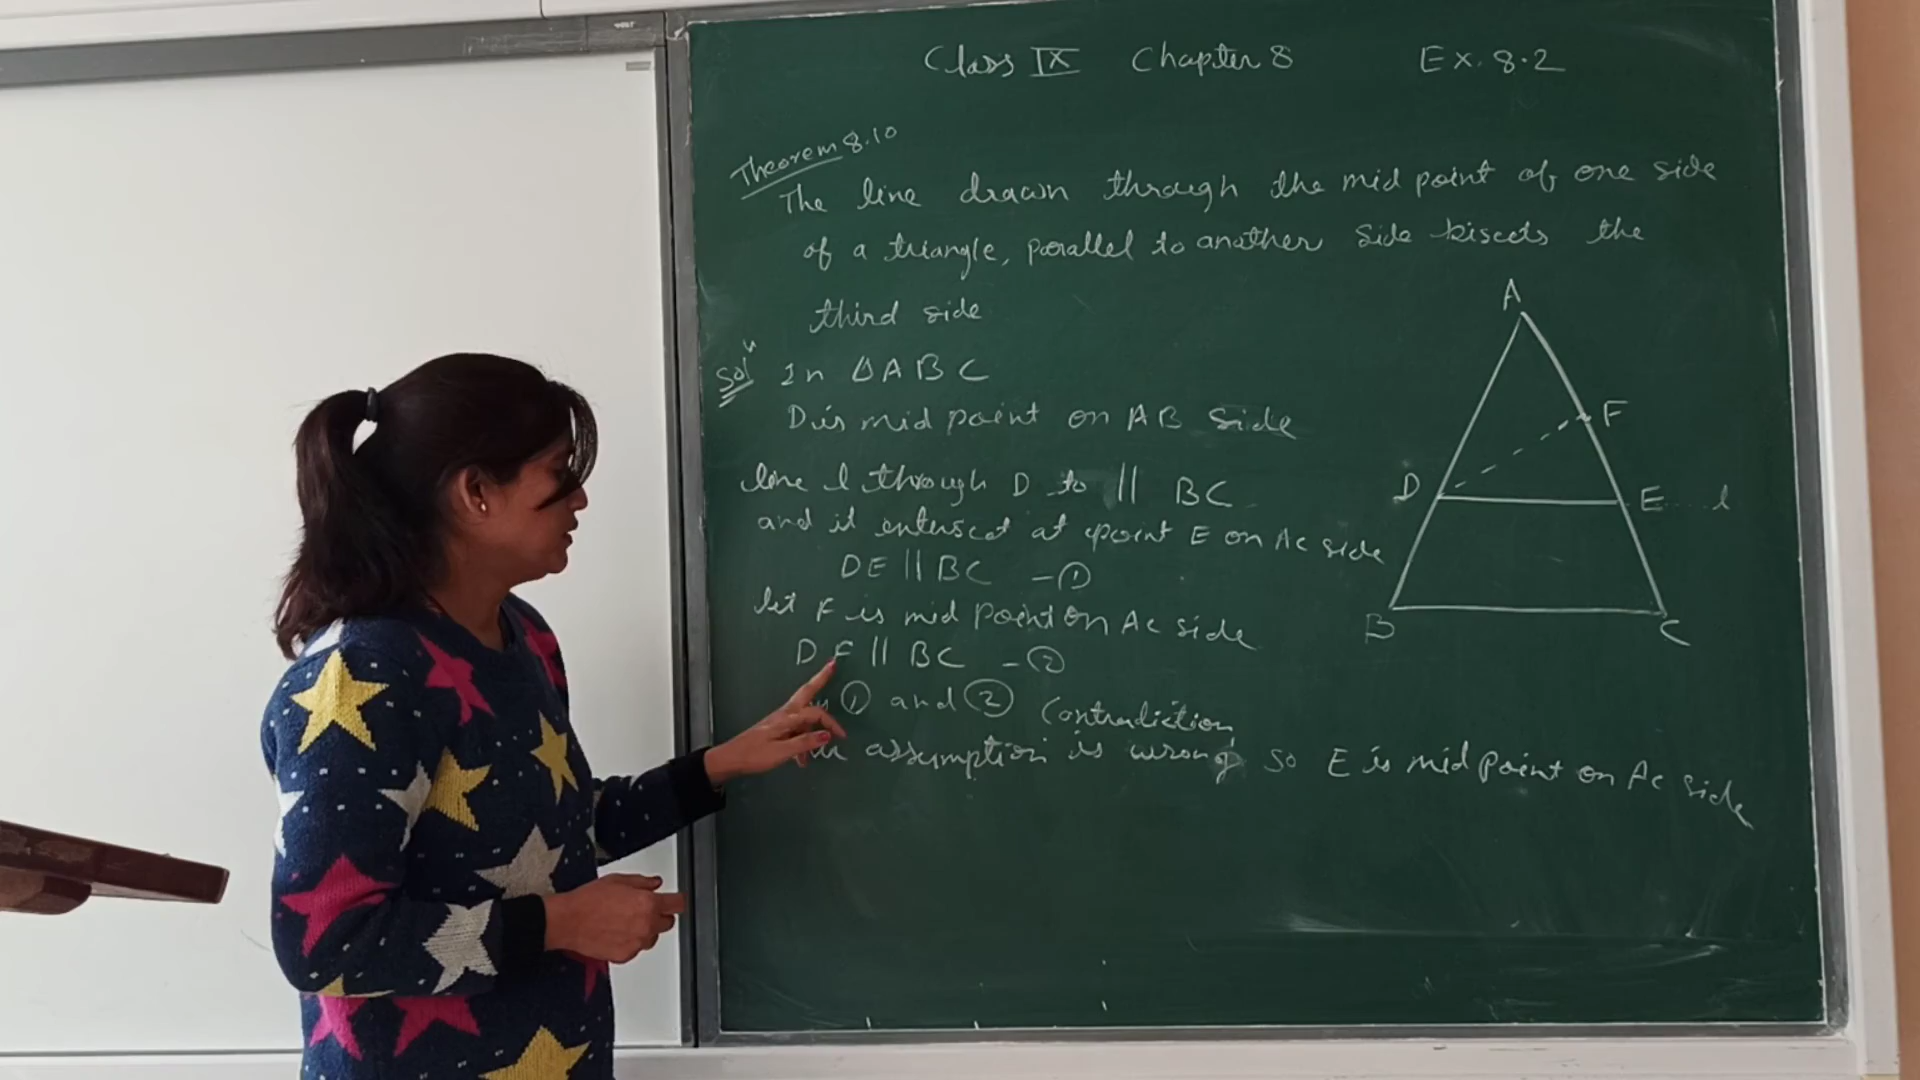 Class IX Chapter 8 Ex. 8.2
Theorem 8.10
The line drawn through the mid point of one side
of a triangle, parallel to another side bisects the
third side
Solⁿ In △ABC
D is mid point on AB side
line l through D to || BC
and it interscet at point E on AC side
DE || BC - ①
let F is mid point on AC side
DF || BC - ②
① and ② Contradiction
assumption is wrong so E is mid point on AC side
A
F
D
E
l
B
C